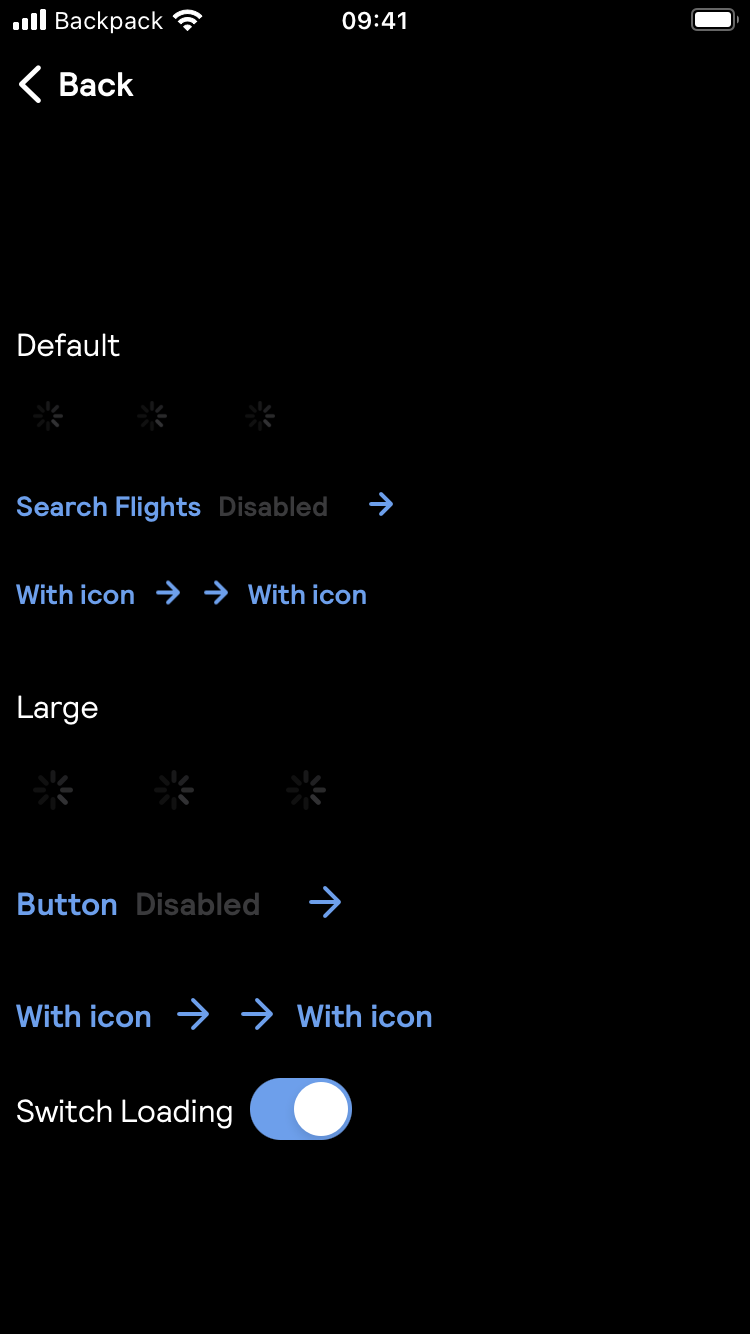 Backpack 09:41
Back
Default
Search Flights Disabled
With icon With icon
Large
Button Disabled
With icon With icon
Switch Loading